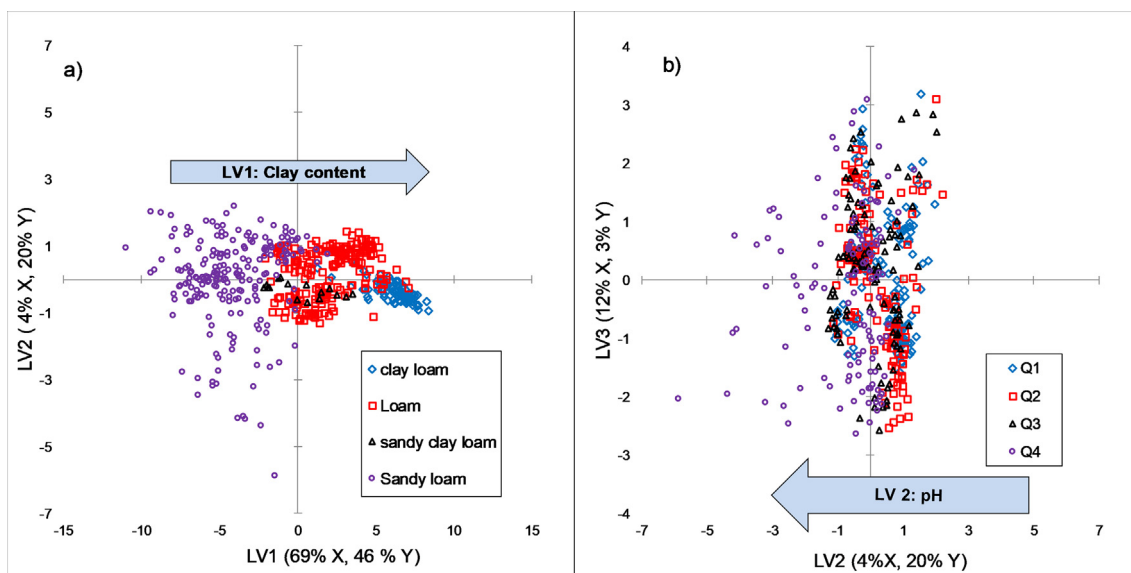 a)
7
5
3
1
-1
-3
-5
-7
LV2 ( 4% X, 20% Y)
LV1: Clay content
clay loam
Loam
sandy clay loam
Sandy loam
-15
-10
-5
0
5
10
15
LV1 (69% X, 46 % Y)
b)
4
3
2
1
0
-1
-2
-3
-4
LV3 (12% X, 3% Y)
Q1
Q2
Q3
Q4
LV 2: pH
-7
-5
-3
-1
1
3
5
7
LV2 (4%X, 20% Y)